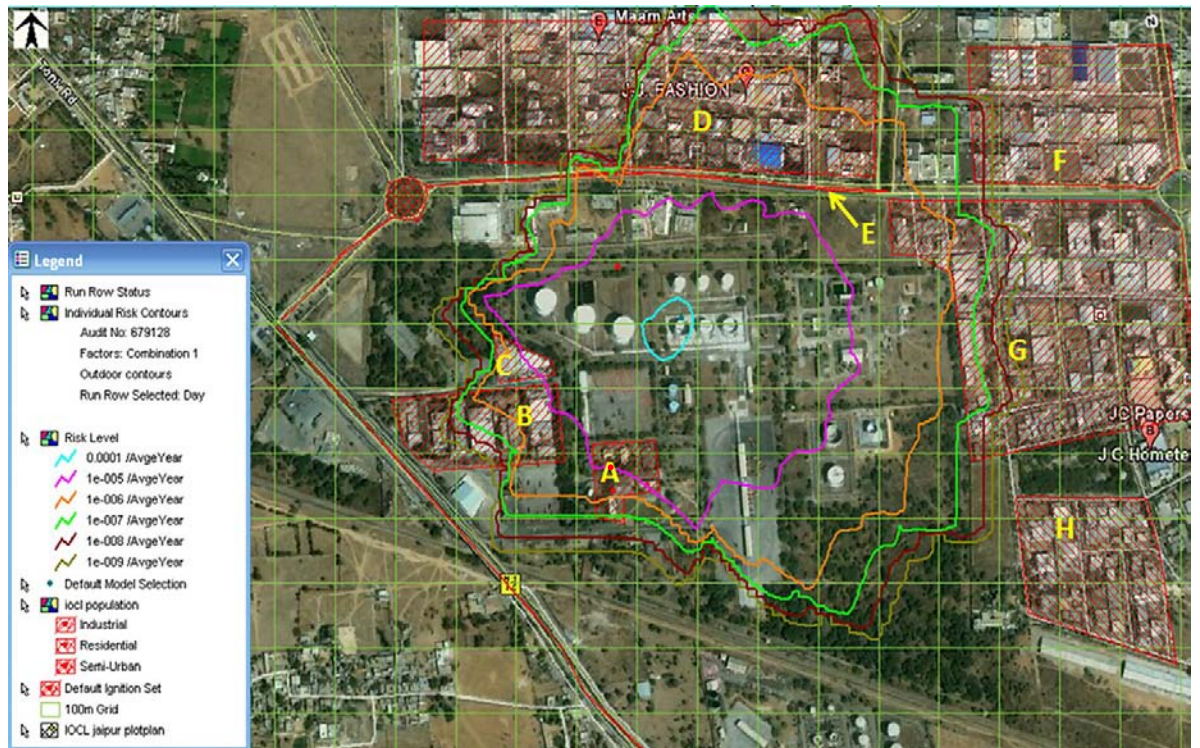 N
Maam Arts
E
Tonk Rd
J.J. FASHION
D
F
E
Legend
Run Row Status
Individual Risk Contours
Audit No: 679128
Factors: Combination 1
Outdoor contours
Run Row Selected: Day
Risk Level
0.0001 /AvgeYear
1e-005 /AvgeYear
1e-006 /AvgeYear
1e-007 /AvgeYear
1e-008 /AvgeYear
1e-009 /AvgeYear
Default Model Selection
iocl population
Industrial
Residential
Semi-Urban
Default Ignition Set
100m Grid
IOCL jaipur plotplan
C
G
B
JC Papers
B
J C Homete
A
H
12